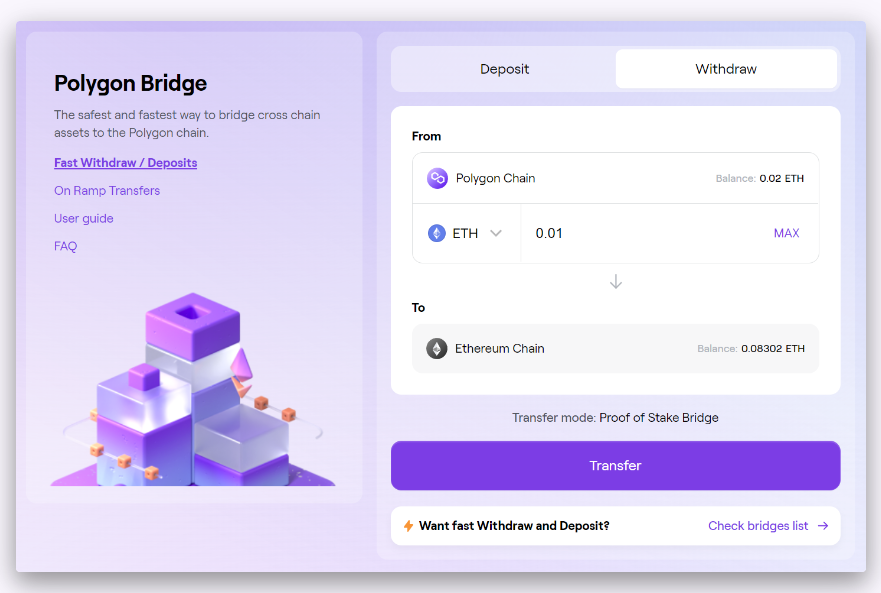 Polygon Bridge
The safest and fastest way to bridge cross chain
assets to the Polygon chain.
Fast Withdraw / Deposits
On Ramp Transfers
User guide
FAQ
Deposit
Withdraw
From
Polygon Chain
Balance: 0.02 ETH
ETH
0.01
MAX
To
Ethereum Chain
Balance: 0.08302 ETH
Transfer mode: Proof of Stake Bridge
Transfer
Want fast Withdraw and Deposit?
Check bridges list